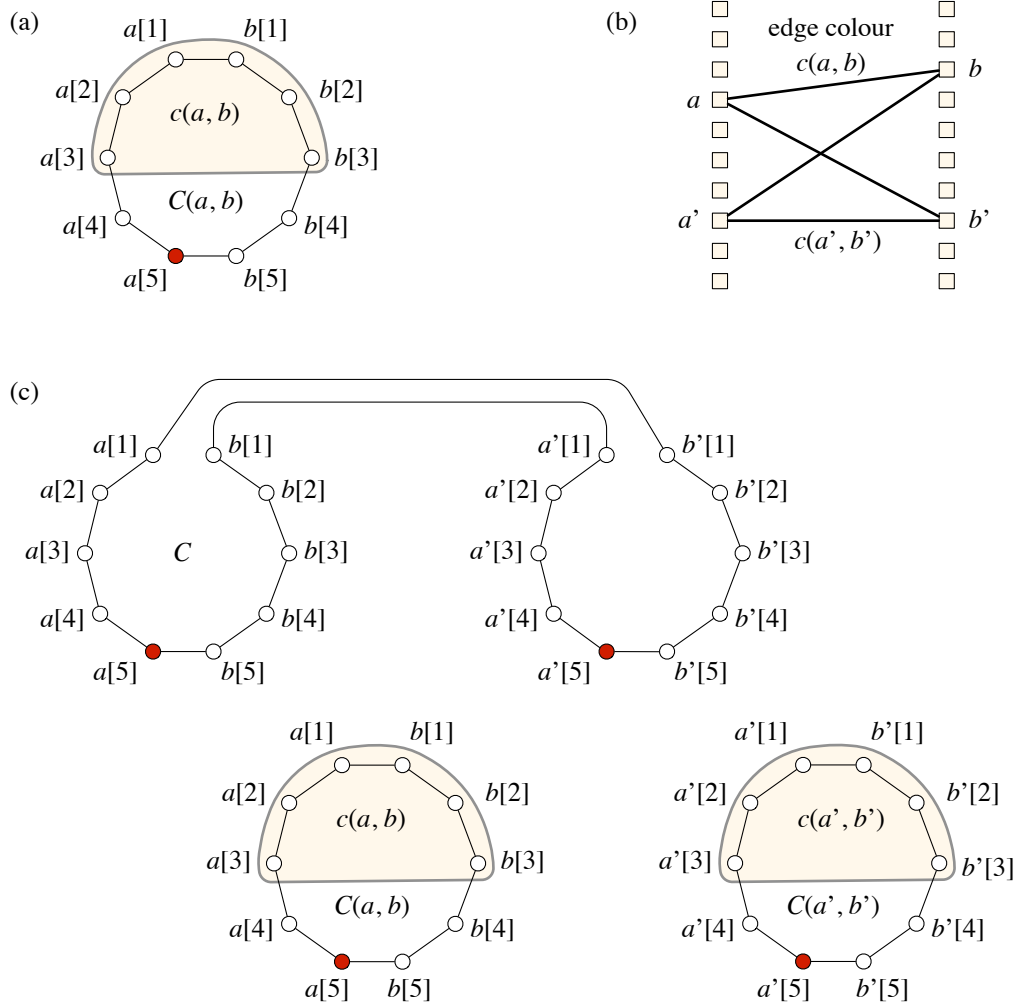 (a)
a[1] b[1]
a[2] b[2]
c(a, b)
a[3] b[3]
C(a, b)
a[4] b[4]
a[5] b[5]
(b)
edge colour
c(a, b)
b
a
a’ b’
c(a’, b’)
(c)
a[1] b[1] a’[1] b’[1]
a[2] b[2] a’[2] b’[2]
a[3] C b[3] a’[3] b’[3]
a[4] b[4] a’[4] b’[4]
a[5] b[5] a’[5] b’[5]
a[1] b[1] a’[1] b’[1]
a[2] b[2] a’[2] b’[2]
c(a, b) c(a’, b’)
a[3] b[3] a’[3] b’[3]
C(a, b) C(a’, b’)
a[4] b[4] a’[4] b’[4]
a[5] b[5] a’[5] b’[5]